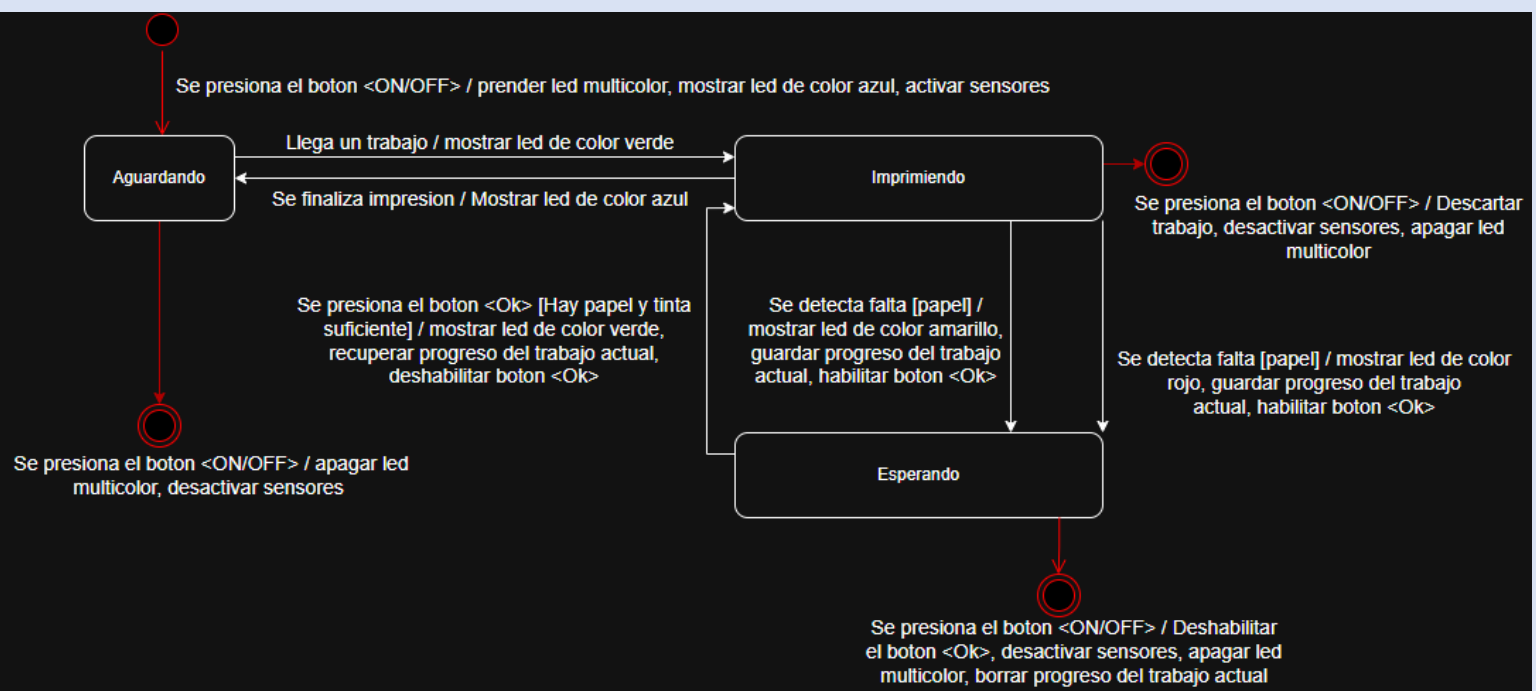 Se presiona el boton <ON/OFF> / prender led multicolor, mostrar led de color azul, activar sensores
Llega un trabajo / mostrar led de color verde
Aguardando
Imprimiendo
Se finaliza impresion / Mostrar led de color azul
Se presiona el boton <ON/OFF> / Descartar
trabajo, desactivar sensores, apagar led
multicolor
Se presiona el boton <Ok> [Hay papel y tinta
suficiente] / mostrar led de color verde,
recuperar progreso del trabajo actual,
deshabilitar boton <Ok>
Se detecta falta [papel] /
mostrar led de color amarillo,
guardar progreso del trabajo
actual, habilitar boton <Ok>
Se detecta falta [papel] / mostrar led de color
rojo, guardar progreso del trabajo
actual, habilitar boton <Ok>
Se presiona el boton <ON/OFF> / apagar led
multicolor, desactivar sensores
Esperando
Se presiona el boton <ON/OFF> / Deshabilitar
el boton <Ok>, desactivar sensores, apagar led
multicolor, borrar progreso del trabajo actual